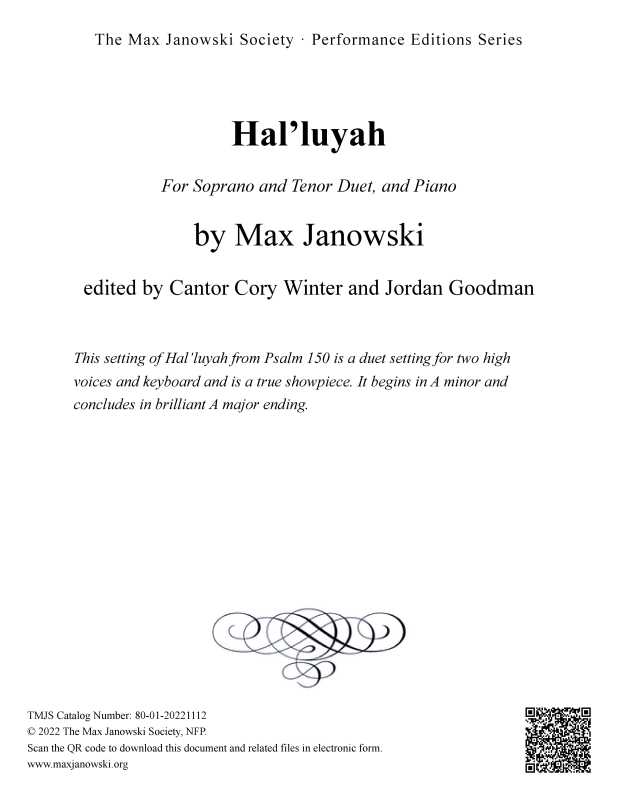 The Max Janowski Society · Performance Editions Series
Hal’luyah
For Soprano and Tenor Duet, and Piano
by Max Janowski
edited by Cantor Cory Winter and Jordan Goodman
This setting of Hal’luyah from Psalm 150 is a duet setting for two high
voices and keyboard and is a true showpiece. It begins in A minor and
concludes in brilliant A major ending.
TMJS Catalog Number: 80-01-20221112
© 2022 The Max Janowski Society, NFP.
Scan the QR code to download this document and related files in electronic form.
www.maxjanowski.org